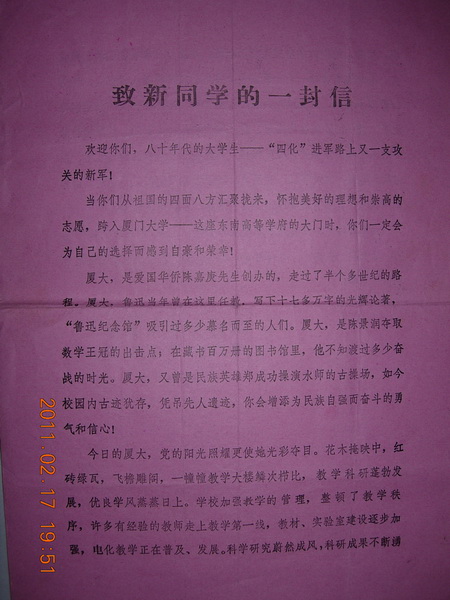 致新同学的一封信
欢迎你们，八十年代的大学生——“四化”进军路上又一支攻
关的新军！
当你们从祖国的四面八方汇聚拢来，怀抱美好的理想和崇高的
志愿，跨入厦门大学——这座东南高等学府的大门时，你们一定会
为自己的选择而感到自豪和荣幸！
厦大，是爱国华侨陈嘉庚先生创办的，走过了半个多世纪的路
程。厦大，鲁迅当年曾在这里任教，写下十七多万字的光辉论著，
“鲁迅纪念馆”吸引过多少慕名而至的人们。厦大，是陈景润夺取
数学王冠的出击点；在藏书百万册的图书馆里，他不知渡过多少奋
战的时光。厦大，又曾是民族英雄郑成功操演水师的古操场，如今
校园内古迹犹存，凭吊先人遗迹，你会增添为民族自强而奋斗的勇
气和信心！
今日的厦大，党的阳光照耀更使她光彩夺目。花木掩映中，红
砖绿瓦，飞檐雕洞，一幢幢教学大楼鳞次栉比，教学科研蓬勃发
展，优良学风蒸蒸日上。学校加强教学的管理，整顿了教学秩
序，许多有经验的教师走上教学第一线，教材、实验室建设逐步加
强，电化教学正在普及、发展。科学研究蔚然成风，科研成果不断涌
2011.02.17 19:51